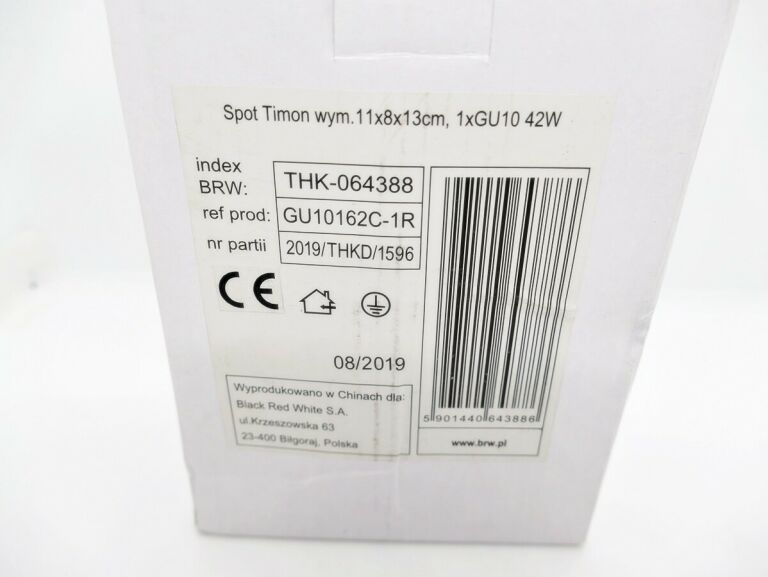 Spot Timon wym.11x8x13cm, 1xGU10 42W
index
BRW:
THK-064388
ref prod:
GU10162C-1R
nr partii
2019/THKD/1596
CE
08/2019
Wyprodukowano w Chinach dla:
Black Red White S.A.
ul.Krzeszowska 63
23-400 Biłgoraj, Polska
5 901440 643886
www.brw.pl